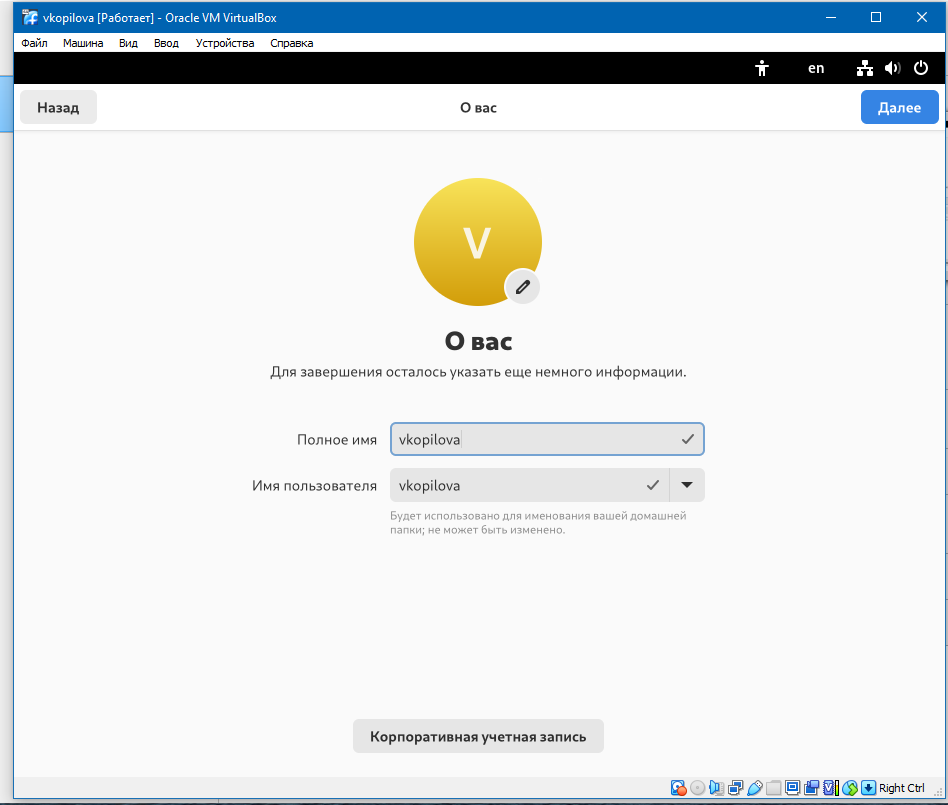 vkopilova [Работает] - Oracle VM VirtualBox
Файл Машина Вид Ввод Устройства Справка
en
Назад О вас Далее
V
О вас
Для завершения осталось указать еще немного информации.
Полное имя vkopilova
Имя пользователя vkopilova
Будет использовано для именования вашей домашней
папки; не может быть изменено.
Корпоративная учетная запись
Right Ctrl